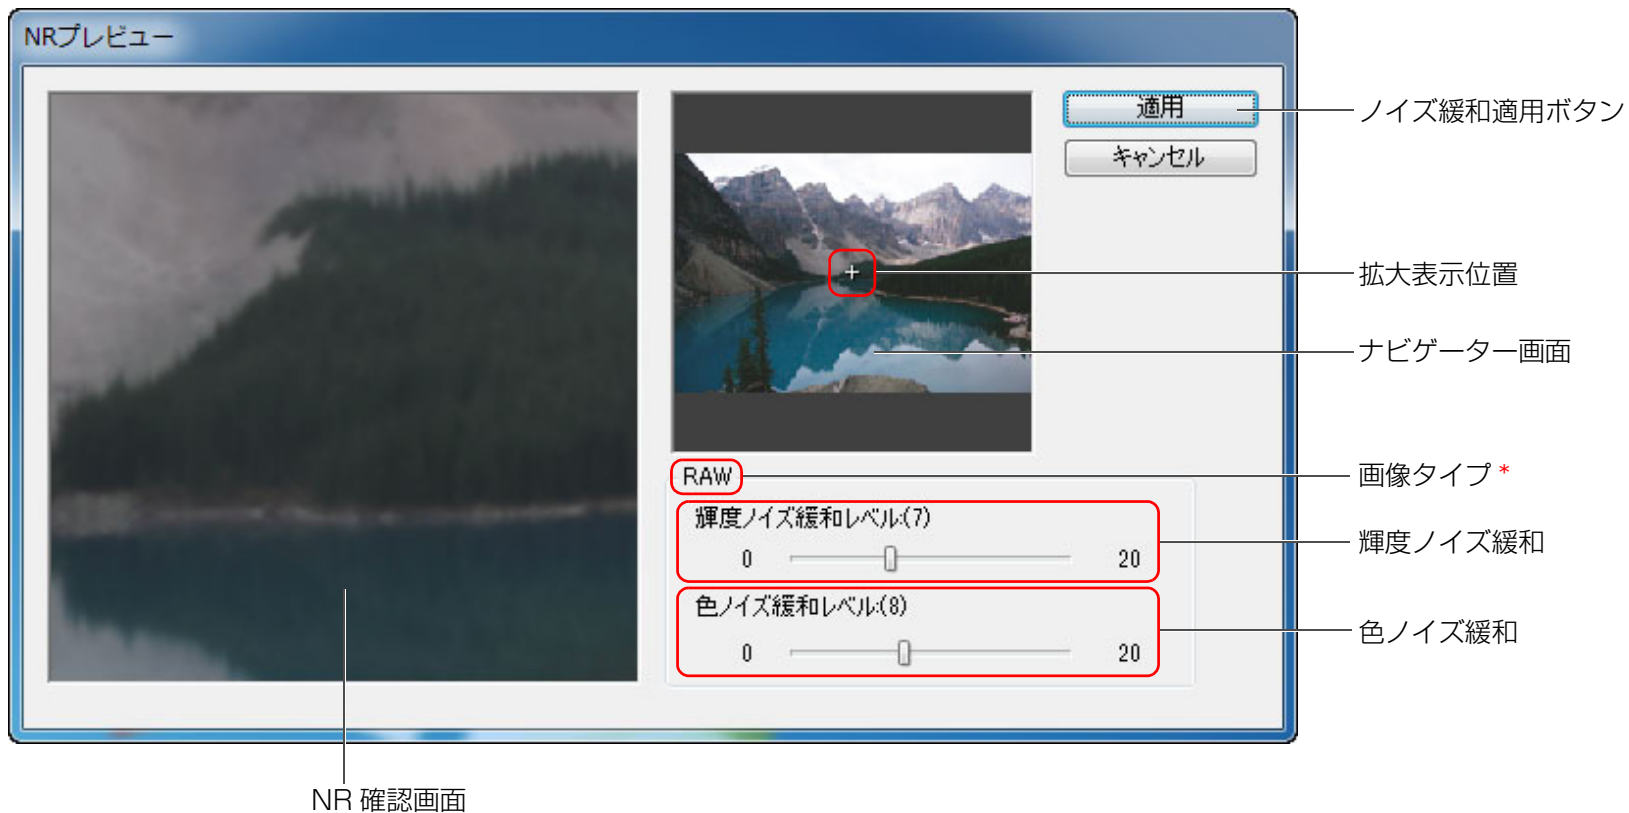 NRプレビュー
適用
ノイズ緩和適用ボタン
キャンセル
拡大表示位置
ナビゲーター画面
RAW
画像タイプ *
輝度ノイズ緩和レベル:(7)
0 20
輝度ノイズ緩和
色ノイズ緩和レベル:(8)
0 20
色ノイズ緩和
NR 確認画面